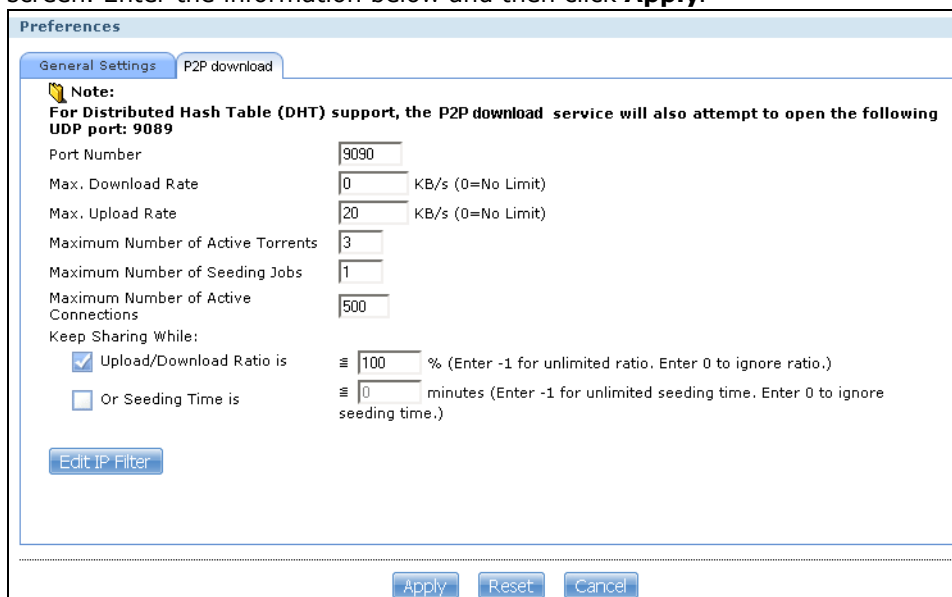 screen. Enter the information below and then click Apply.
Preferences
General Settings P2P download
Note:
For Distributed Hash Table (DHT) support, the P2P download service will also attempt to open the following
UDP port: 9089
Port Number 9090
Max. Download Rate 0 KB/s (0=No Limit)
Max. Upload Rate 20 KB/s (0=No Limit)
Maximum Number of Active Torrents 3
Maximum Number of Seeding Jobs 1
Maximum Number of Active
Connections 500
Keep Sharing While:
Upload/Download Ratio is ≦ 100 % (Enter -1 for unlimited ratio. Enter 0 to ignore ratio.)
Or Seeding Time is ≦ 0 minutes (Enter -1 for unlimited seeding time. Enter 0 to ignore
seeding time.)
Edit IP Filter
Apply Reset Cancel